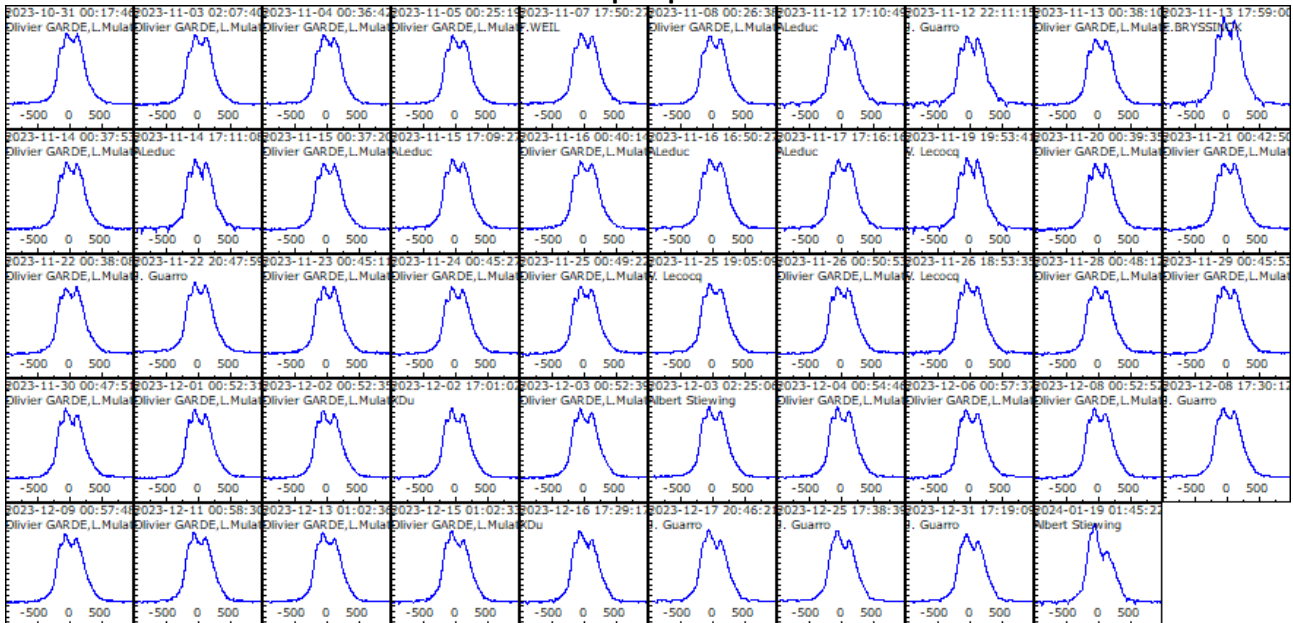 2023-10-31 00:17:46 2023-11-03 02:07:40 2023-11-04 00:36:42 2023-11-05 00:25:19 2023-11-07 17:50:22 2023-11-08 00:26:38 2023-11-12 17:10:49 2023-11-12 22:11:15 2023-11-13 00:38:10 2023-11-13 17:59:00
Olivier GARDE,L.Mulat Olivier GARDE,L.Mulat Olivier GARDE,L.Mulat Olivier GARDE,L.Mulat F.WEIL Olivier GARDE,L.Mulat ALeduc J. Guarro Olivier GARDE,L.Mulat E.BRYSSINCK
-500 0 500 -500 0 500 -500 0 500 -500 0 500 -500 0 500 -500 0 500 -500 0 500 -500 0 500 -500 0 500 -500 0 500
2023-11-14 00:37:53 2023-11-14 17:11:08 2023-11-15 00:37:20 2023-11-15 17:09:27 2023-11-16 00:40:14 2023-11-16 16:50:27 2023-11-17 17:16:16 2023-11-19 19:53:41 2023-11-20 00:39:35 2023-11-21 00:42:50
Olivier GARDE,L.Mulat ALeduc Olivier GARDE,L.Mulat ALeduc Olivier GARDE,L.Mulat ALeduc ALeduc V. Lecocq Olivier GARDE,L.Mulat Olivier GARDE,L.Mulat
-500 0 500 -500 0 500 -500 0 500 -500 0 500 -500 0 500 -500 0 500 -500 0 500 -500 0 500 -500 0 500 -500 0 500
2023-11-22 00:38:08 2023-11-22 20:47:59 2023-11-23 00:45:11 2023-11-24 00:45:27 2023-11-25 00:49:22 2023-11-25 19:05:09 2023-11-26 00:50:53 2023-11-26 18:53:35 2023-11-28 00:48:12 2023-11-29 00:45:53
Olivier GARDE,L.Mulat J. Guarro Olivier GARDE,L.Mulat Olivier GARDE,L.Mulat Olivier GARDE,L.Mulat V. Lecocq Olivier GARDE,L.Mulat V. Lecocq Olivier GARDE,L.Mulat Olivier GARDE,L.Mulat
-500 0 500 -500 0 500 -500 0 500 -500 0 500 -500 0 500 -500 0 500 -500 0 500 -500 0 500 -500 0 500 -500 0 500
2023-11-30 00:47:51 2023-12-01 00:52:31 2023-12-02 00:52:35 2023-12-02 17:01:02 2023-12-03 00:52:39 2023-12-03 02:25:06 2023-12-04 00:54:46 2023-12-06 00:57:37 2023-12-08 00:52:52 2023-12-08 17:30:12
Olivier GARDE,L.Mulat Olivier GARDE,L.Mulat Olivier GARDE,L.Mulat XDu Olivier GARDE,L.Mulat Albert Stiewing Olivier GARDE,L.Mulat Olivier GARDE,L.Mulat Olivier GARDE,L.Mulat J. Guarro
-500 0 500 -500 0 500 -500 0 500 -500 0 500 -500 0 500 -500 0 500 -500 0 500 -500 0 500 -500 0 500 -500 0 500
2023-12-09 00:57:48 2023-12-11 00:58:30 2023-12-13 01:02:36 2023-12-15 01:02:33 2023-12-16 17:29:17 2023-12-17 20:46:21 2023-12-25 17:38:39 2023-12-31 17:19:09 2024-01-19 01:45:22
Olivier GARDE,L.Mulat Olivier GARDE,L.Mulat Olivier GARDE,L.Mulat Olivier GARDE,L.Mulat XDu J. Guarro J. Guarro J. Guarro Albert Stiewing
-500 0 500 -500 0 500 -500 0 500 -500 0 500 -500 0 500 -500 0 500 -500 0 500 -500 0 500 -500 0 500